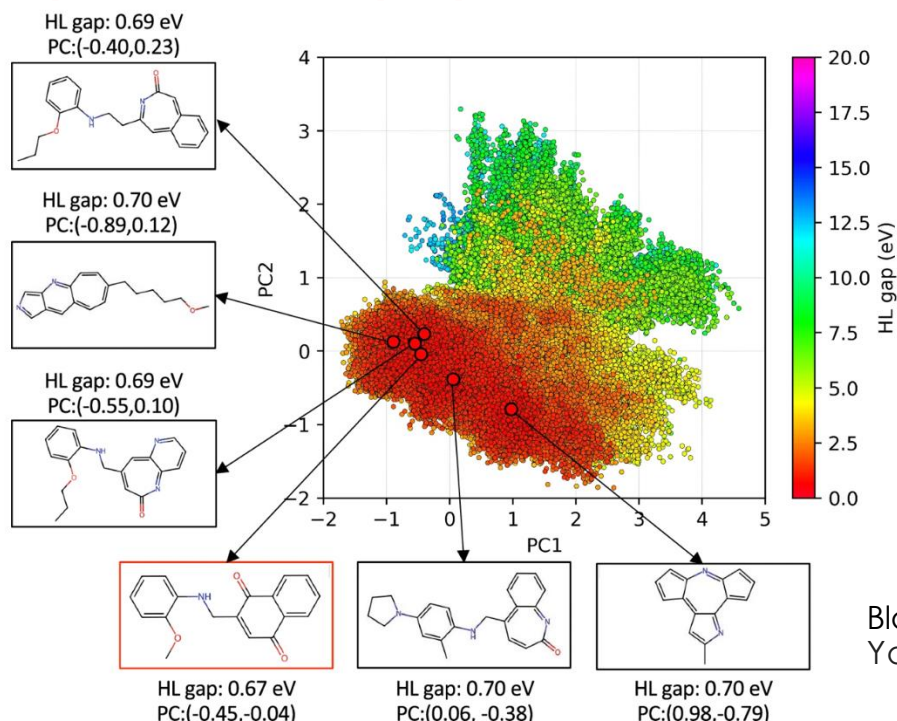 HL gap: 0.69 eV
PC:(-0.40,0.23)
O
N
N
H
O
HL gap: 0.70 eV
PC:(-0.89,0.12)
N
N
O
HL gap: 0.69 eV
PC:(-0.55,0.10)
NH
N
O
N
O
4
3
2
1
0
−1
−2
PC2
−2
−1
0
1
2
3
4
5
PC1
20.0
17.5
15.0
12.5
10.0
7.5
5.0
2.5
0.0
HL gap (eV)
NH
O
O
O
HL gap: 0.67 eV
PC:(-0.45,-0.04)
N
N
H
N
O
HL gap: 0.70 eV
PC:(0.06, -0.38)
N
N
HL gap: 0.70 eV
PC:(0.98,-0.79)